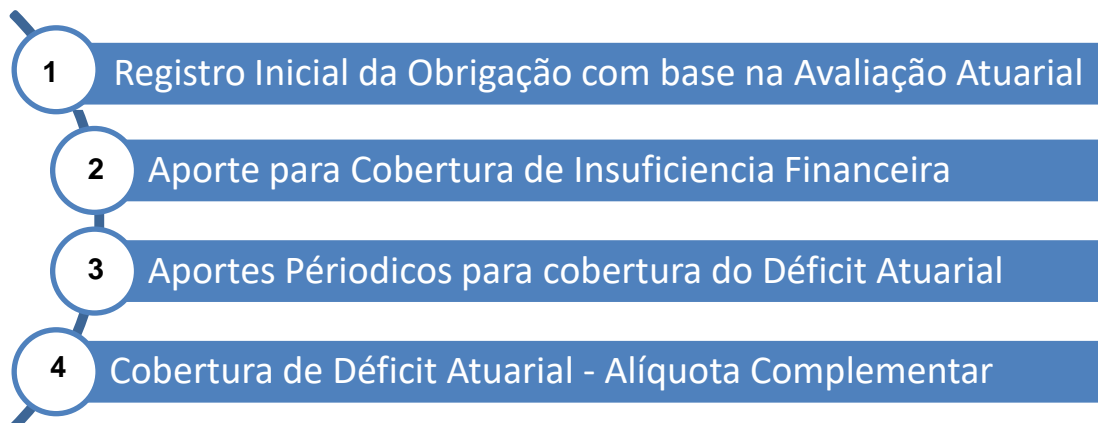 1 Registro Inicial da Obrigação com base na Avaliação Atuarial
2 Aporte para Cobertura de Insuficiencia Financeira
3 Aportes Périodicos para cobertura do Déficit Atuarial
4 Cobertura de Déficit Atuarial - Alíquota Complementar